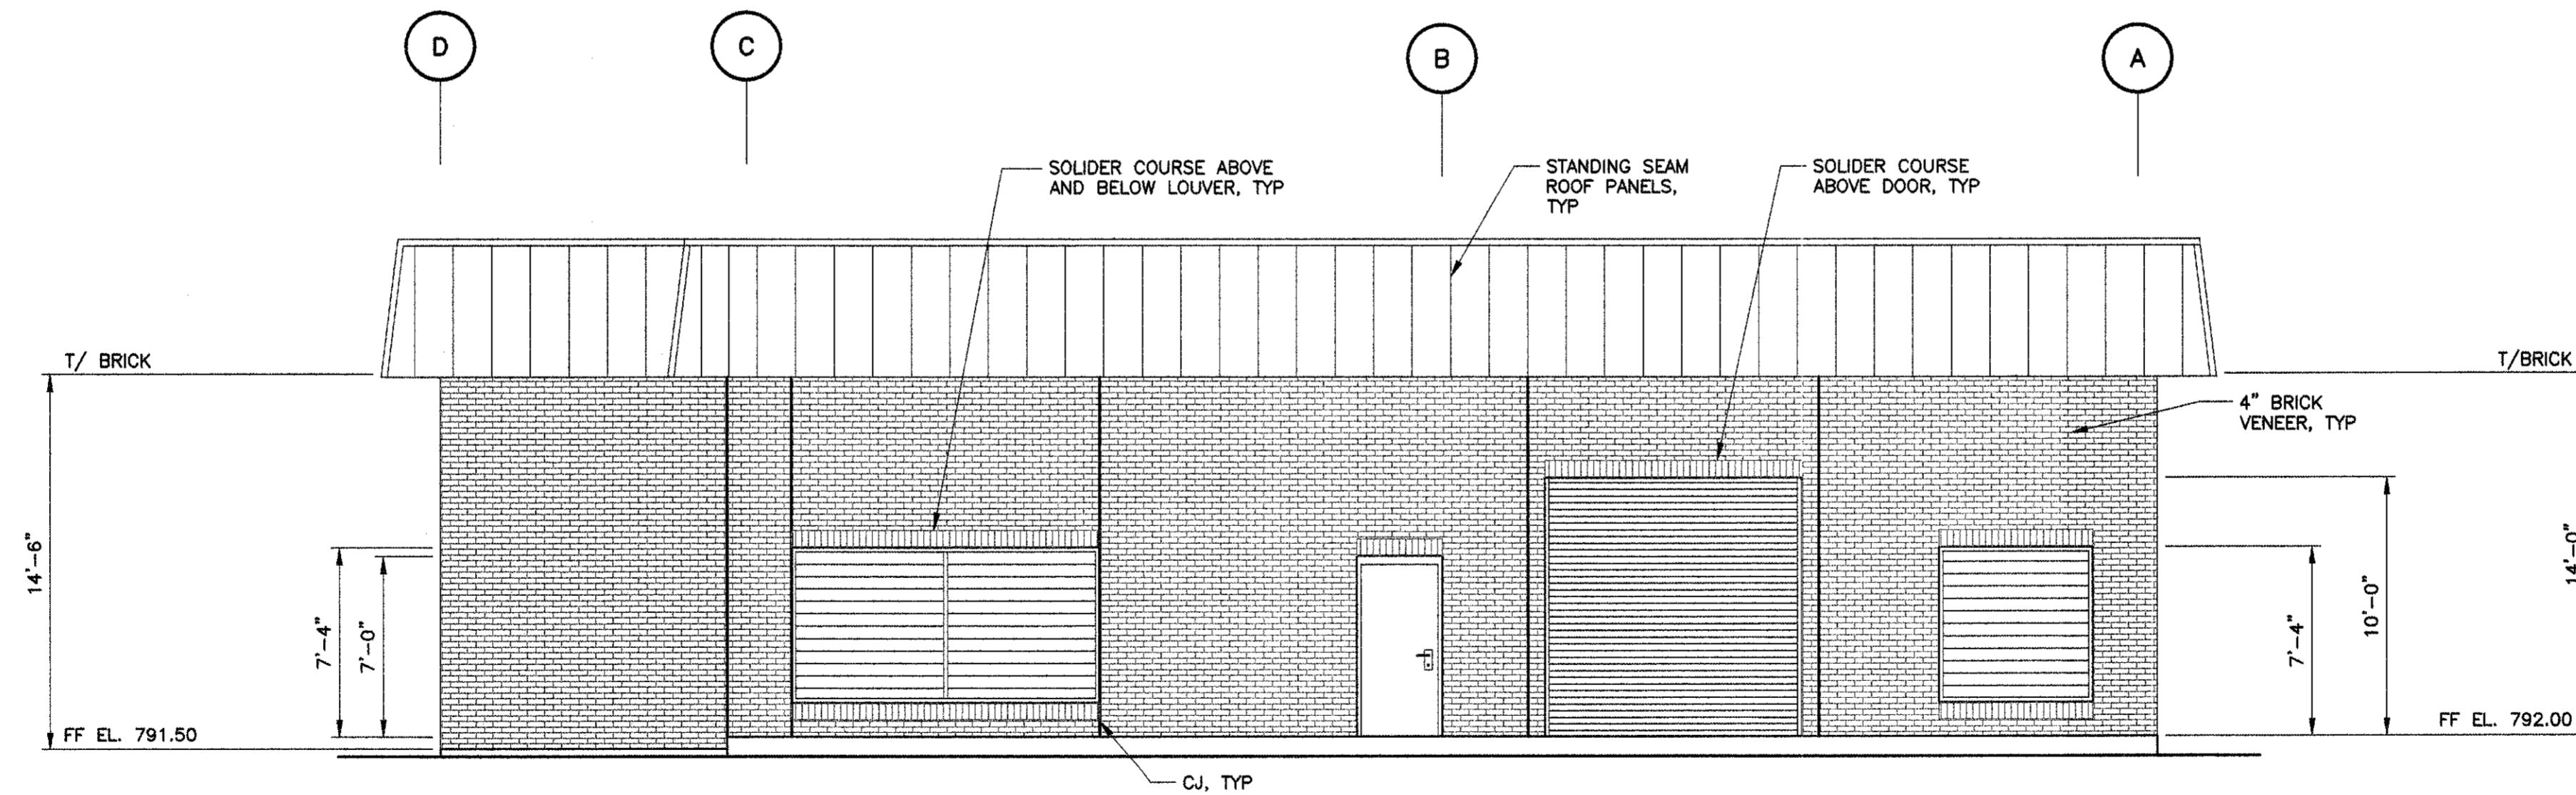 D
C
B
A
SOLIDER COURSE ABOVE
AND BELOW LOUVER, TYP
STANDING SEAM
ROOF PANELS,
TYP
SOLIDER COURSE
ABOVE DOOR, TYP
T/ BRICK
T/BRICK
4" BRICK
VENEER, TYP
14'-6"
7'-4"
7'-0"
7'-4"
10'-0"
14'-0"
FF EL. 791.50
FF EL. 792.00
CJ, TYP